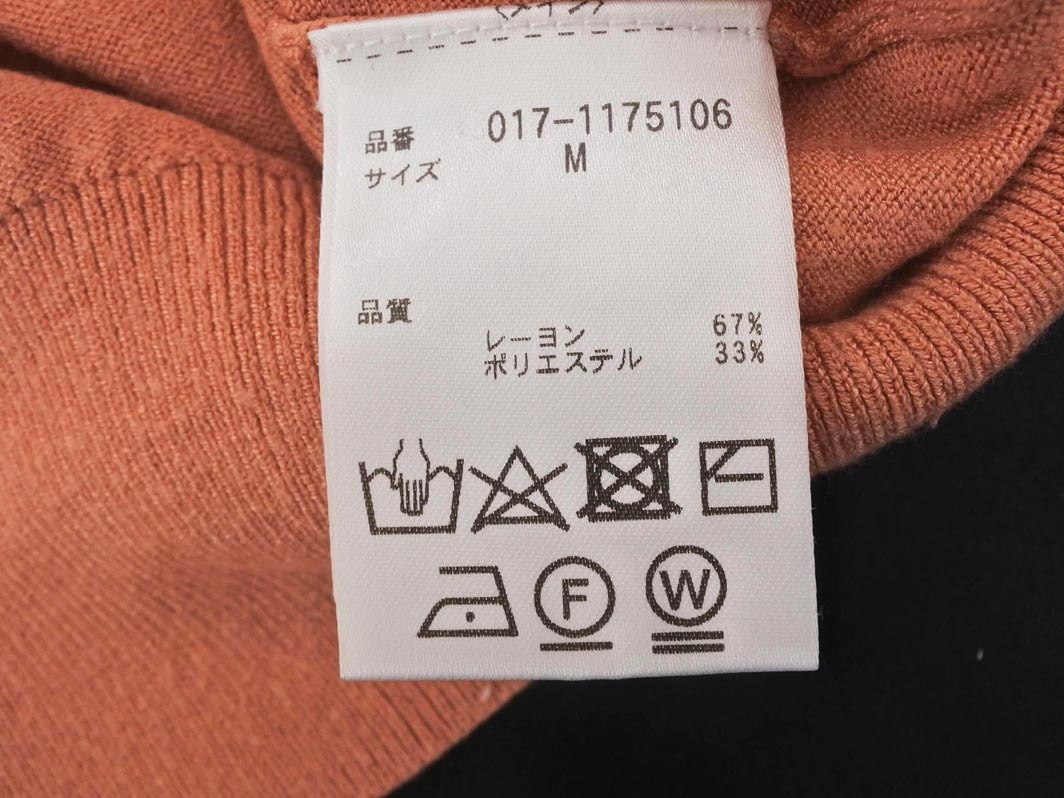 品番 017-1175106
サイズ M
品質
レーヨン 67%
ポリエステル 33%
F W